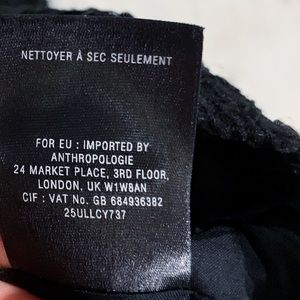 NETTOYER À SEC SEULEMENT
FOR EU : IMPORTED BY
ANTHROPOLOGIE
24 MARKET PLACE, 3RD FLOOR,
LONDON, UK W1W8AN
CIF : VAT No. GB 684936382
25ULLCY737